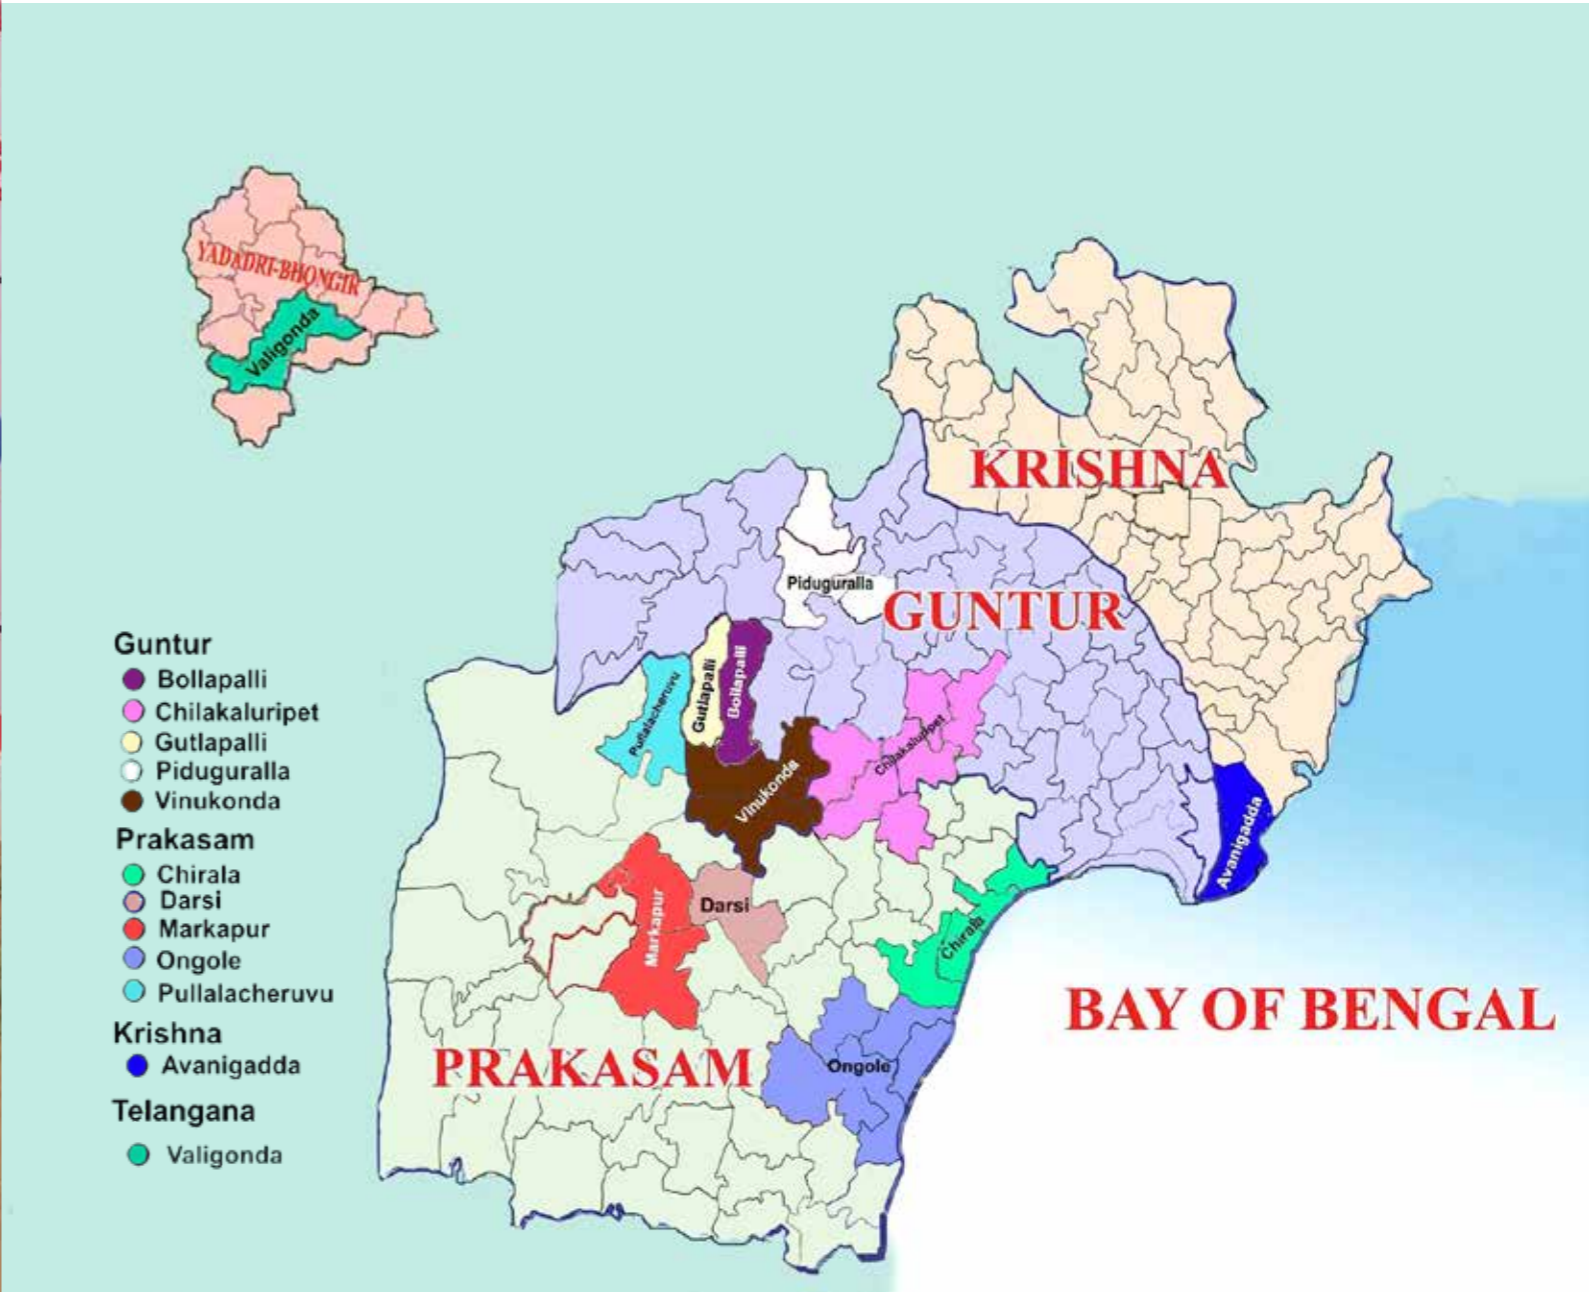 YADADRI-BHONGIR
Valigonda
KRISHNA
Piduguralla
GUNTUR
Pullalacheruvu
Gutlapalli
Bollapalli
Vinukonda
Chilakaluripet
Avanigadda
Markapur
Darsi
Chirala
BAY OF BENGAL
PRAKASAM
Ongole
Guntur
Bollapalli
Chilakaluripet
Gutlapalli
Piduguralla
Vinukonda
Prakasam
Chirala
Darsi
Markapur
Ongole
Pullalacheruvu
Krishna
Avanigadda
Telangana
Valigonda